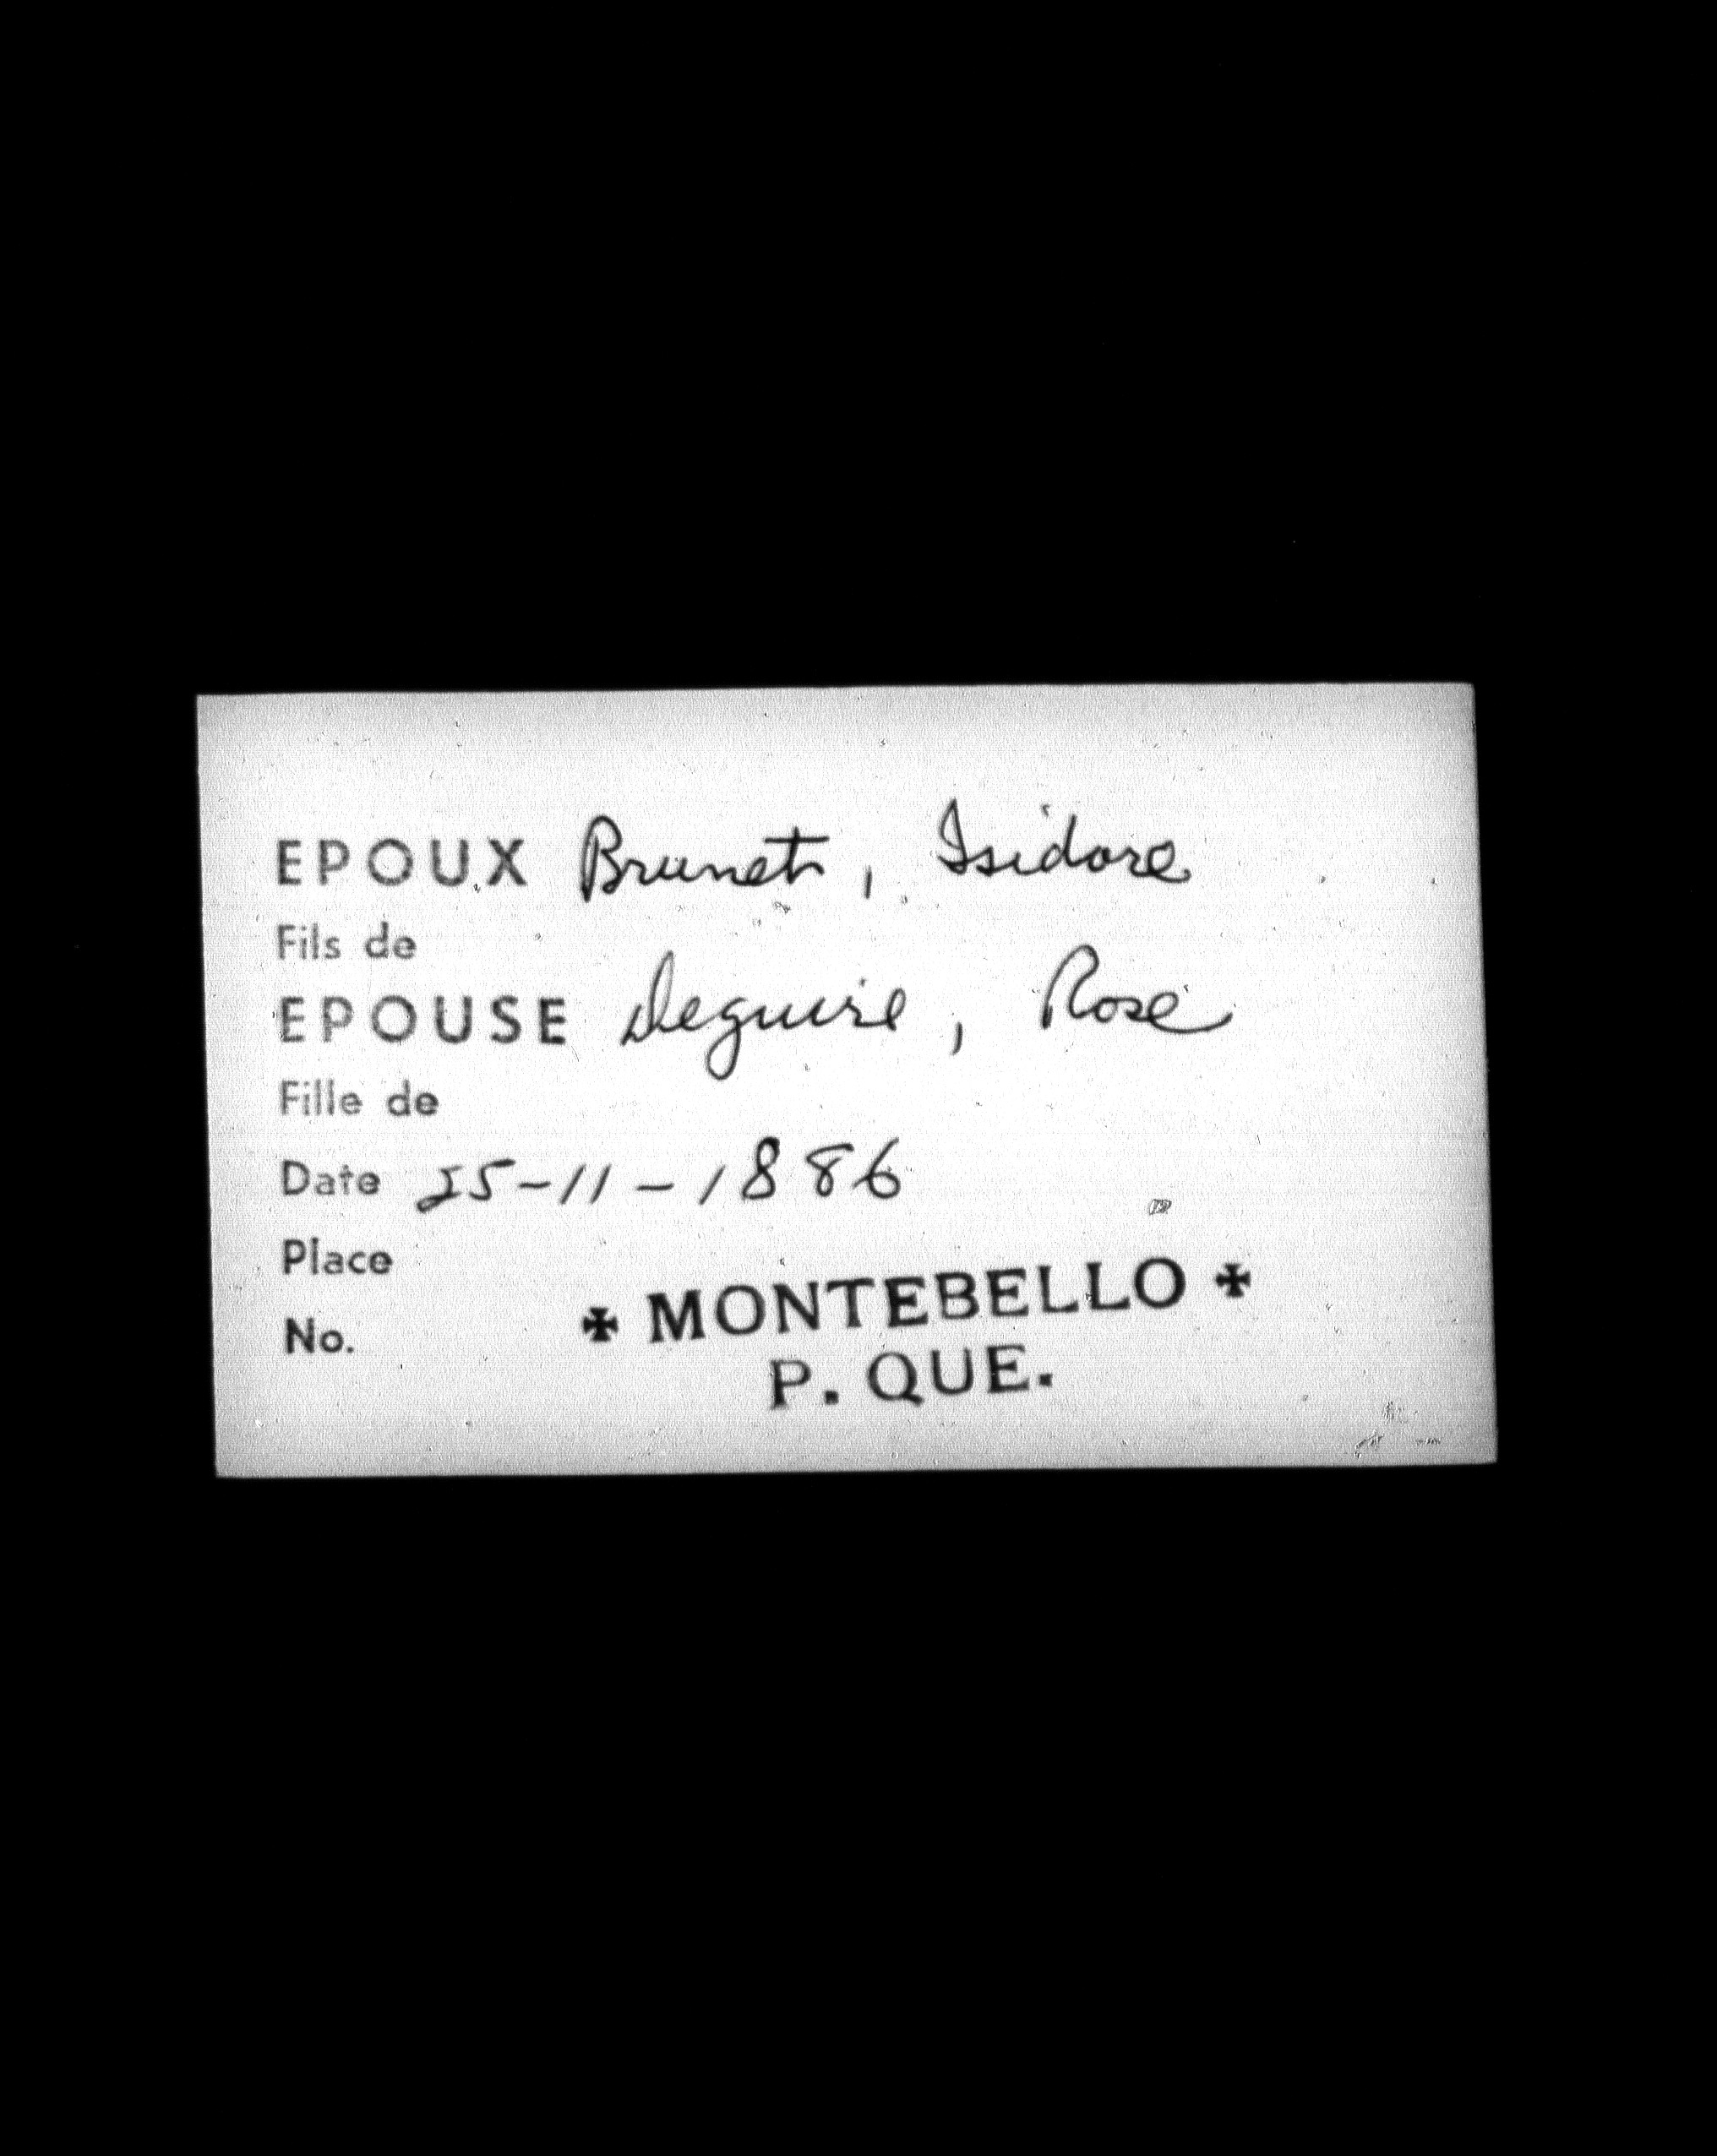 EPOUX Brunet, Isidore
Fils de
EPOUSE Deguire, Rose
Fille de
Date 25-11-1886
Place
No.
✠ MONTEBELLO ✠
P. QUE.